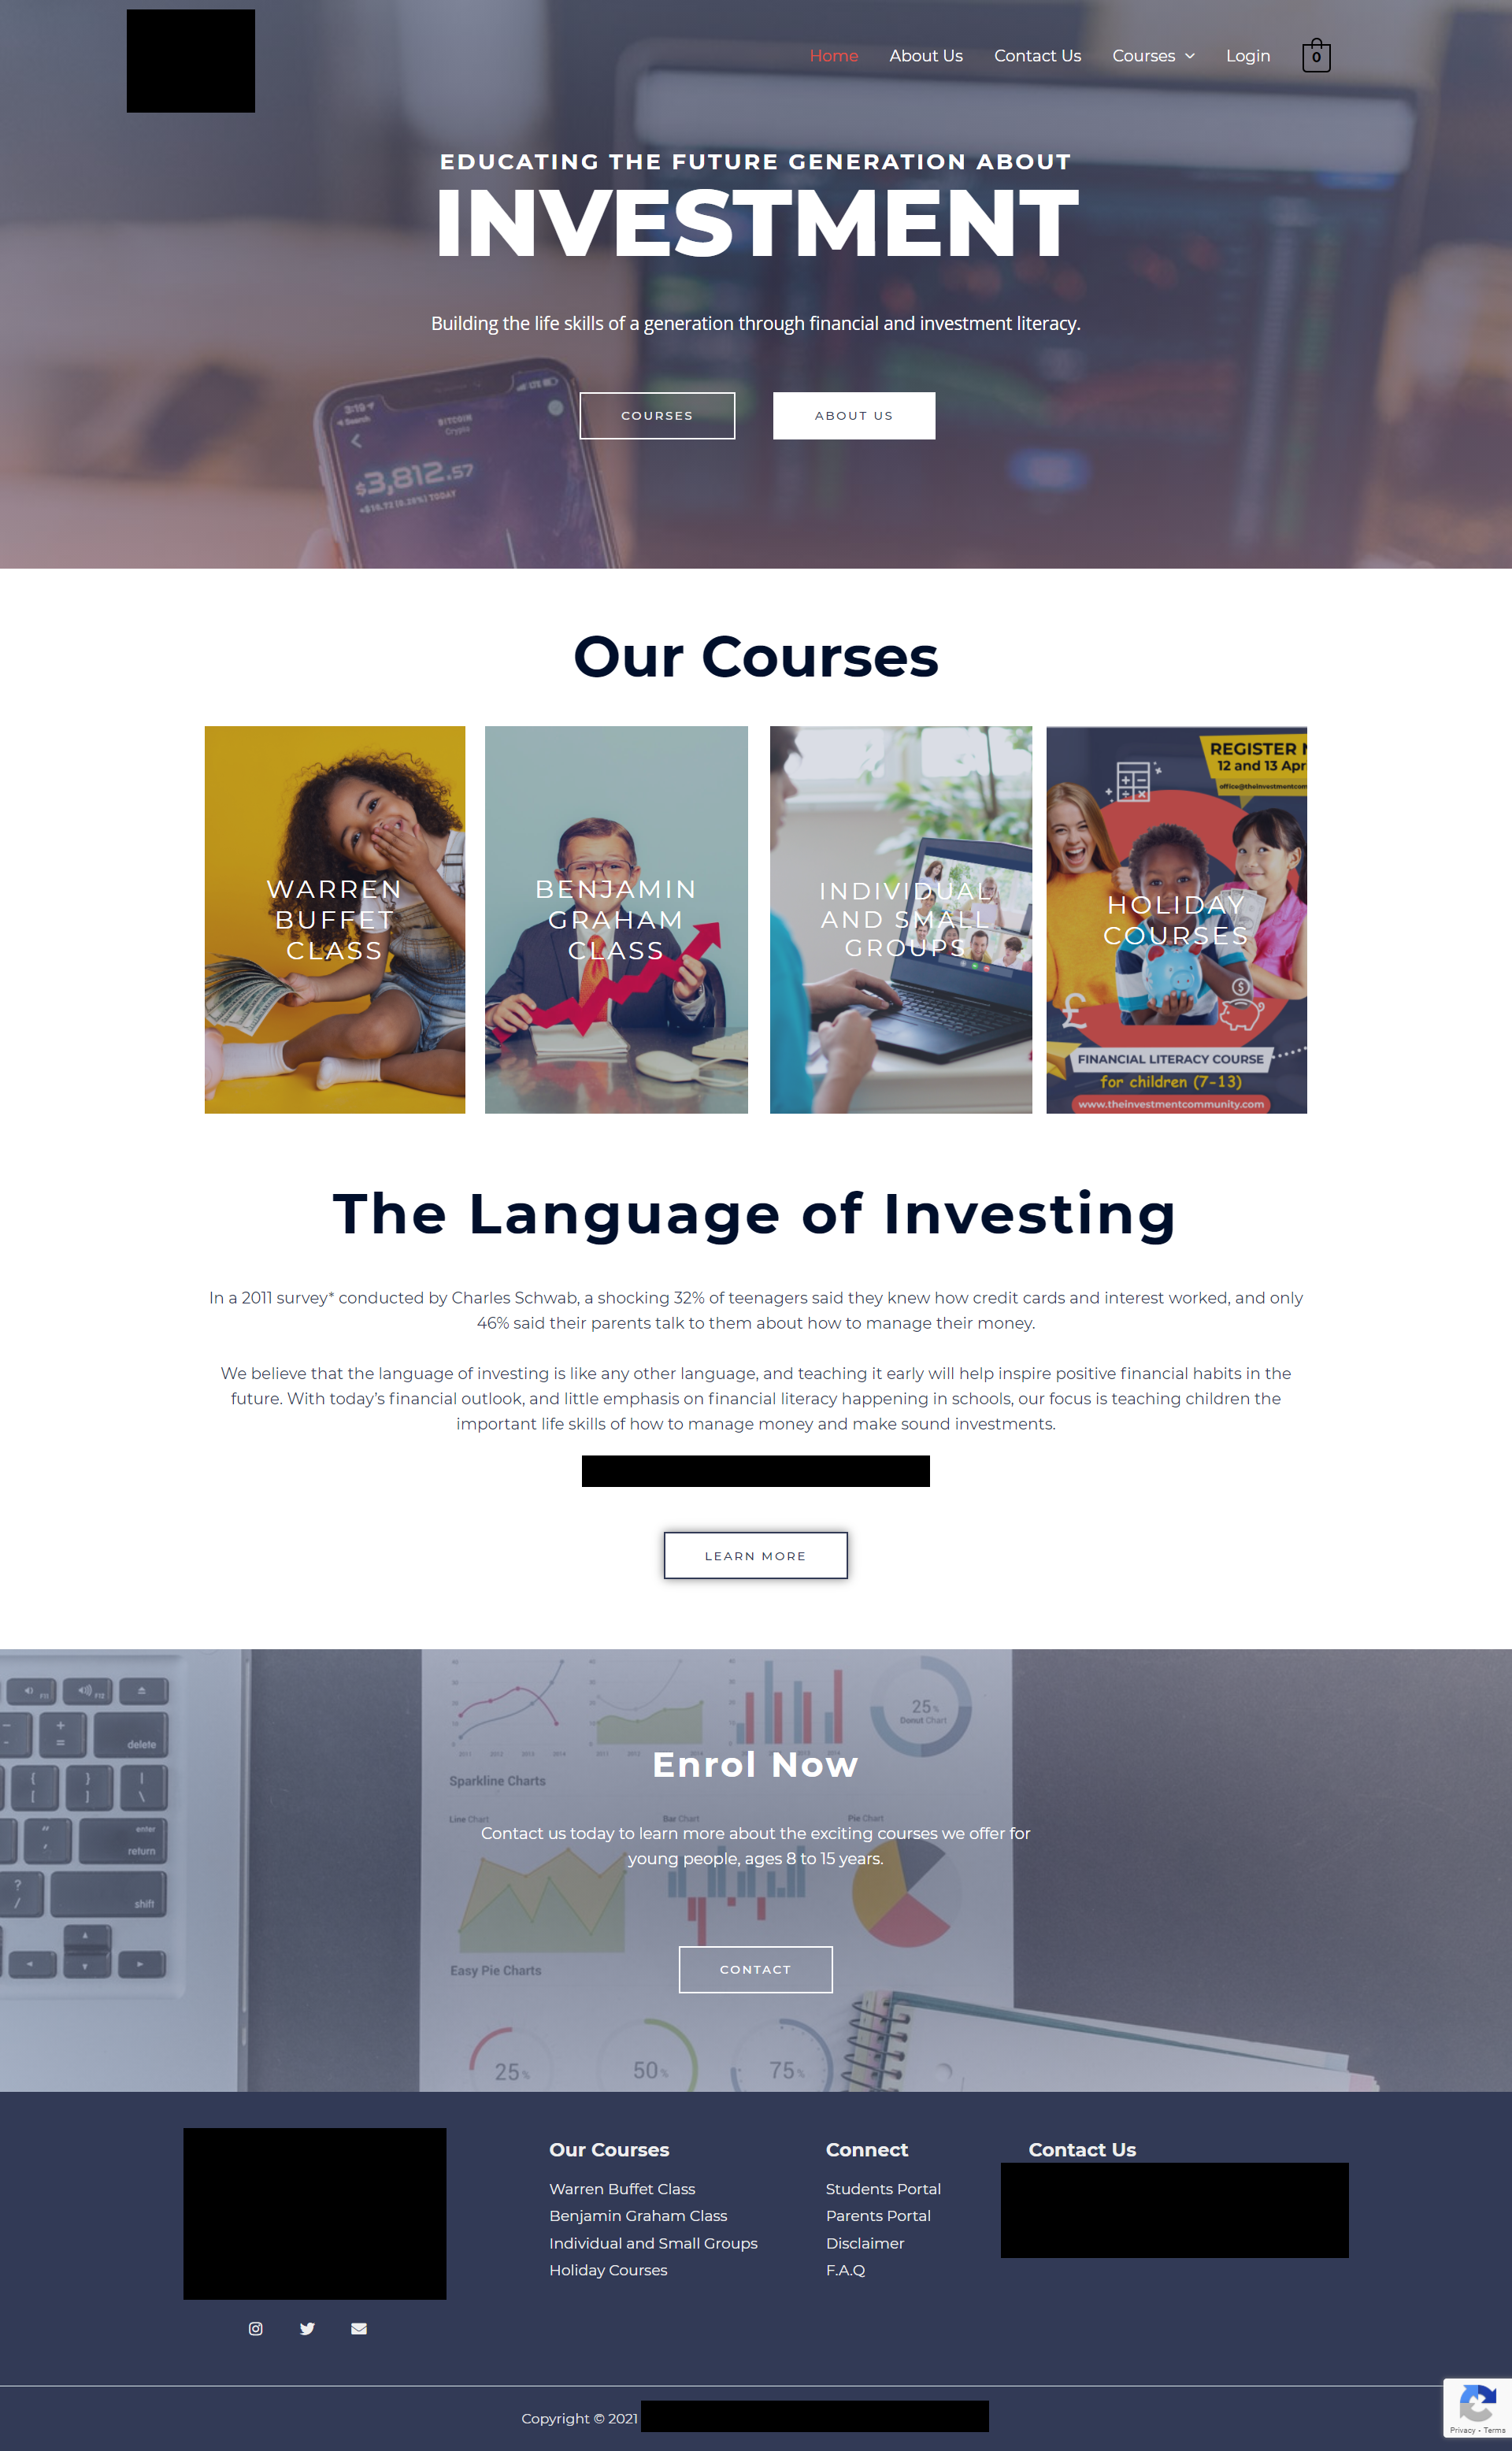 Home About Us Contact Us Courses Login 0
EDUCATING THE FUTURE GENERATION ABOUT
INVESTMENT
Building the life skills of a generation through financial and investment literacy.
COURSES ABOUT US
3:19
Search
BITCOIN
Crypto
$3,812.57
+$15.72 (0.28%) TODAY
Our Courses
WARREN
BUFFET
CLASS
BENJAMIN
GRAHAM
CLASS
INDIVIDUAL
AND SMALL
GROUPS
REGISTER
12 and 13 Apr
office@theinvestmentcom
HOLIDAY
COURSES
FINANCIAL LITERACY COURSE
for children (7-13)
www.theinvestmentcommunity.com
The Language of Investing
In a 2011 survey* conducted by Charles Schwab, a shocking 32% of teenagers said they knew how credit cards and interest worked, and only
46% said their parents talk to them about how to manage their money.
We believe that the language of investing is like any other language, and teaching it early will help inspire positive financial habits in the
future. With today’s financial outlook, and little emphasis on financial literacy happening in schools, our focus is teaching children the
important life skills of how to manage money and make sound investments.
LEARN MORE
F11 F12
delete
enter
return
shift
2011 2012 2013 2014
25%
Donut Chart
Sparkline Charts
Enrol Now
Line Chart Bar Chart Pie Chart
Contact us today to learn more about the exciting courses we offer for
young people, ages 8 to 15 years.
Easy Pie Charts
CONTACT
25% 50% 75%
Our Courses
Warren Buffet Class
Benjamin Graham Class
Individual and Small Groups
Holiday Courses
Connect
Students Portal
Parents Portal
Disclaimer
F.A.Q
Contact Us
Copyright © 2021
Privacy - Terms